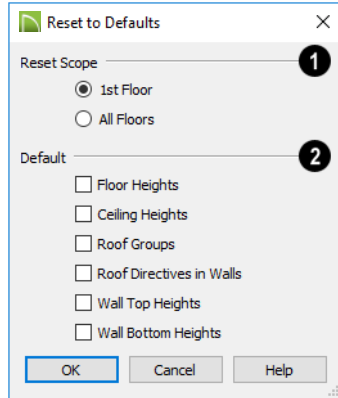 Reset to Defaults
Reset Scope 1
1st Floor
All Floors
Default 2
Floor Heights
Ceiling Heights
Roof Groups
Roof Directives in Walls
Wall Top Heights
Wall Bottom Heights
OK Cancel Help